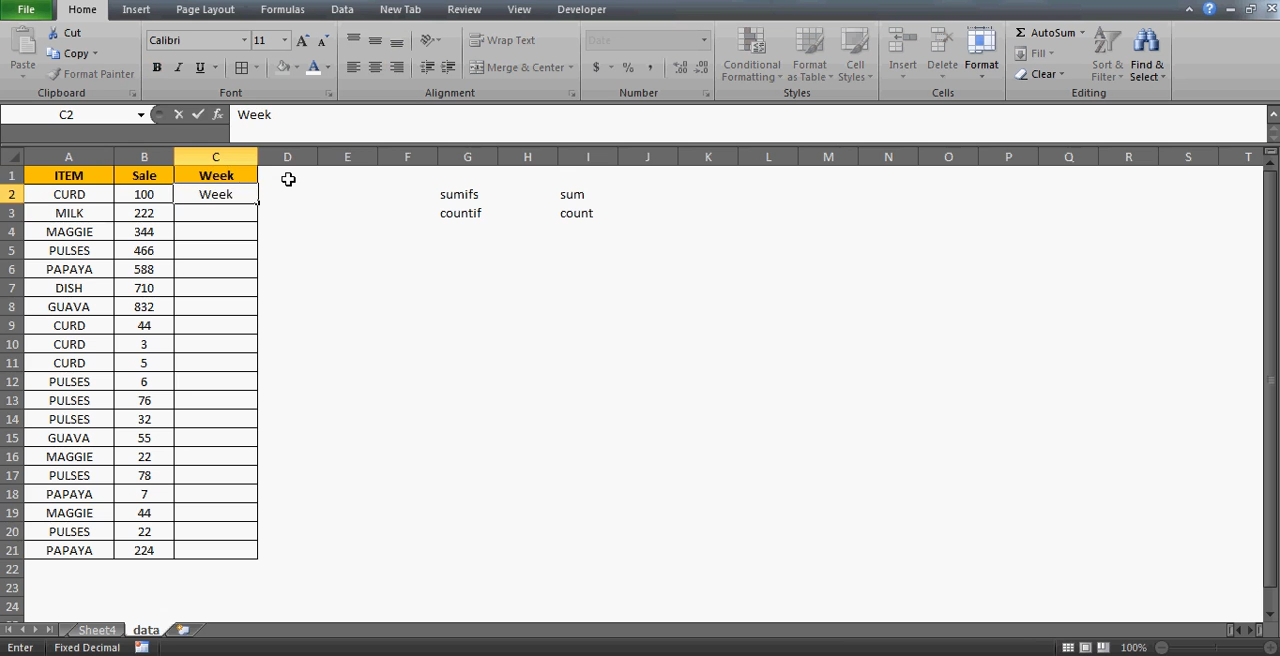 File Home Insert Page Layout Formulas Data New Tab Review View Developer
Paste
Cut
Copy
Format Painter
Clipboard
Calibri 11 A A
B I U A
Font
Wrap Text
Merge & Center
Alignment
Date
$ % ,
Number
Conditional Formatting
Format as Table
Cell Styles
Styles
Insert Delete Format
Cells
Σ AutoSum
Fill
Clear
Sort & Filter
Find & Select
Editing
C2 fx Week
A B C D E F G H I J K L M N O P Q R S T
1 ITEM Sale Week
2 CURD 100 Week sumifs sum
3 MILK 222 countif count
4 MAGGIE 344
5 PULSES 466
6 PAPAYA 588
7 DISH 710
8 GUAVA 832
9 CURD 44
10 CURD 3
11 CURD 5
12 PULSES 6
13 PULSES 76
14 PULSES 32
15 GUAVA 55
16 MAGGIE 22
17 PULSES 78
18 PAPAYA 7
19 MAGGIE 44
20 PULSES 22
21 PAPAYA 224
22
23
24
Sheet4 data
Enter Fixed Decimal 100%